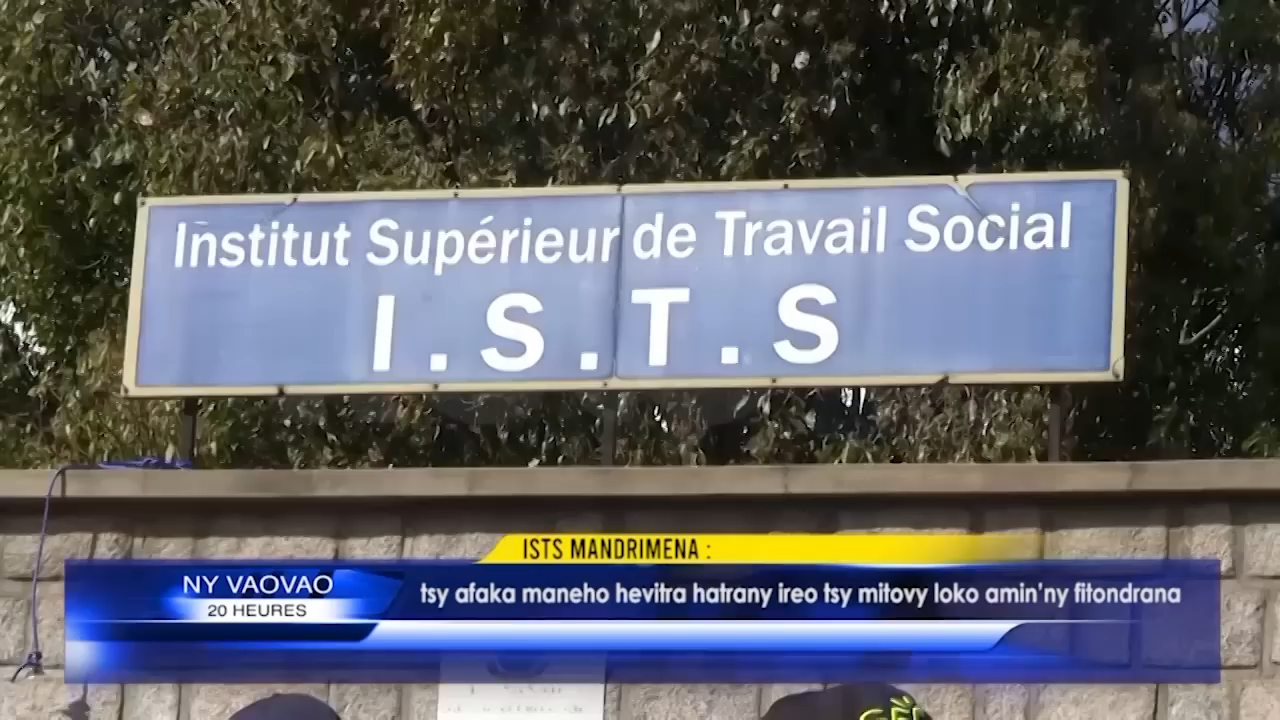 Institut Supérieur de Travail Social
I.S.T.S
ISTS MANDRIMENA :
NY VAOVAO
20 HEURES
tsy afaka maneho hevitra hatrany ireo tsy mitovy loko amin'ny fitondrana